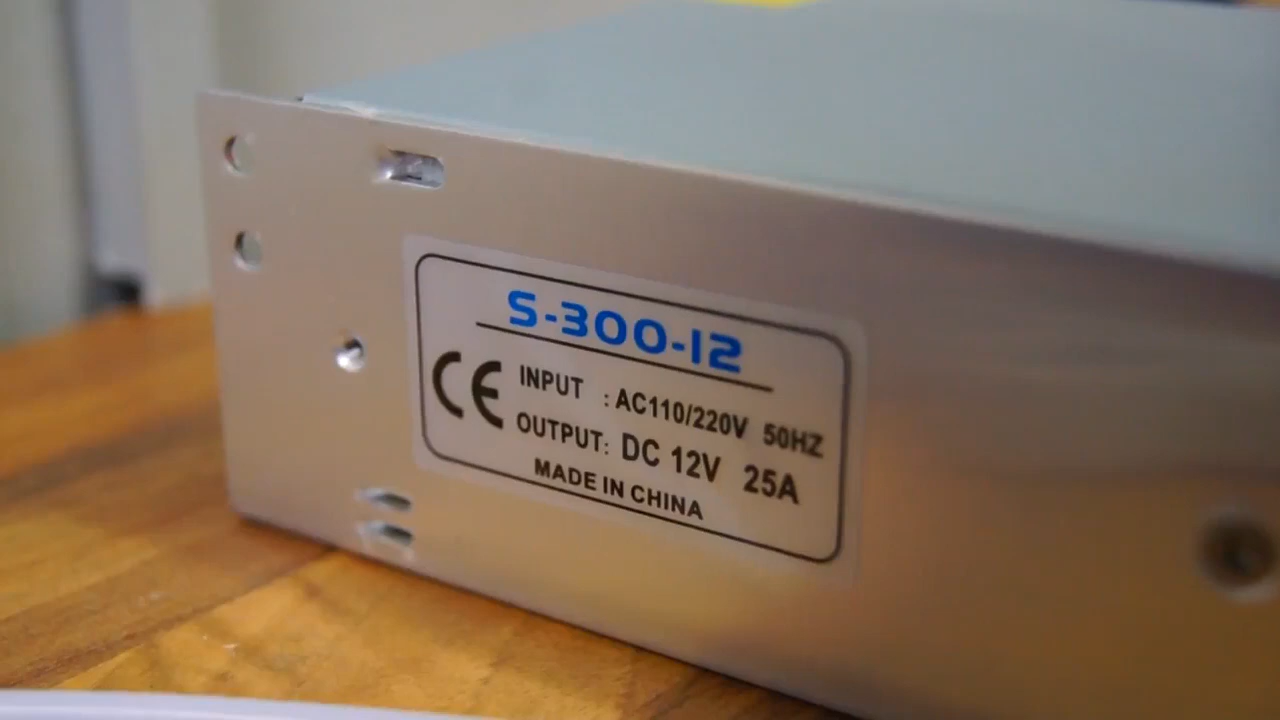 S-300-12
CE
INPUT : AC110/220V 50HZ
OUTPUT: DC 12V 25A
MADE IN CHINA